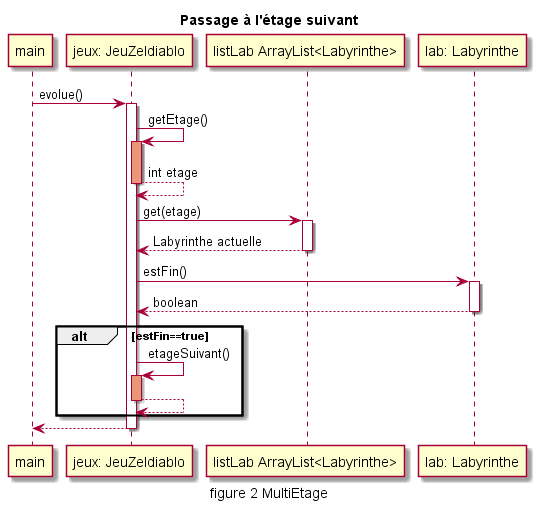 Passage à l'étage suivant
main
jeux: JeuZeldiablo
listLab ArrayList<Labyrinthe>
lab: Labyrinthe
evolue()
getEtage()
int etage
get(etage)
Labyrinthe actuelle
estFin()
boolean
alt [estFin==true]
etageSuivant()
main
jeux: JeuZeldiablo
listLab ArrayList<Labyrinthe>
lab: Labyrinthe
figure 2 MultiEtage